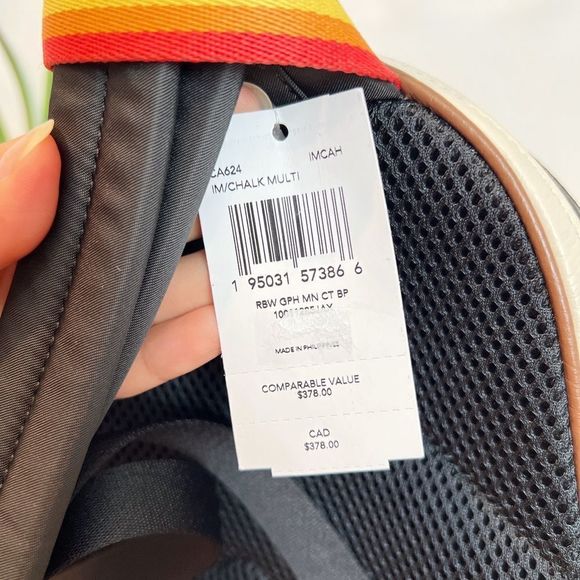 CA624 IMCAH
IM/CHALK MULTI
1 95031 57386 6
RBW GPH MN CT BP
MADE IN PHILIPPINES
COMPARABLE VALUE
$378.00
CAD
$378.00